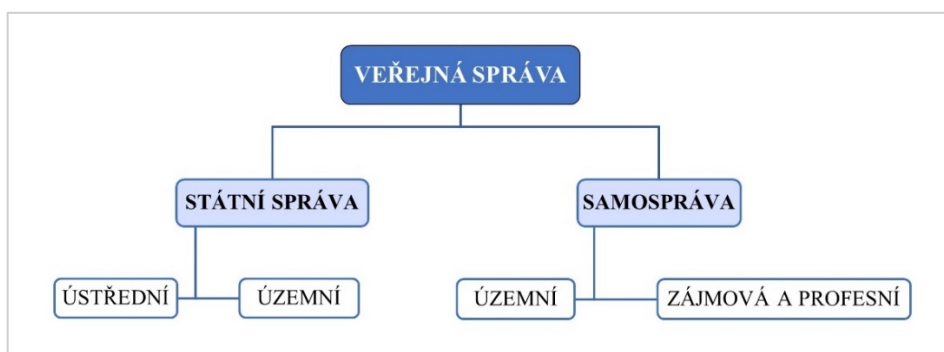 VEŘEJNÁ SPRÁVA
STÁTNÍ SPRÁVA
SAMOSPRÁVA
ÚSTŘEDNÍ
ÚZEMNÍ
ÚZEMNÍ
ZÁJMOVÁ A PROFESNÍ